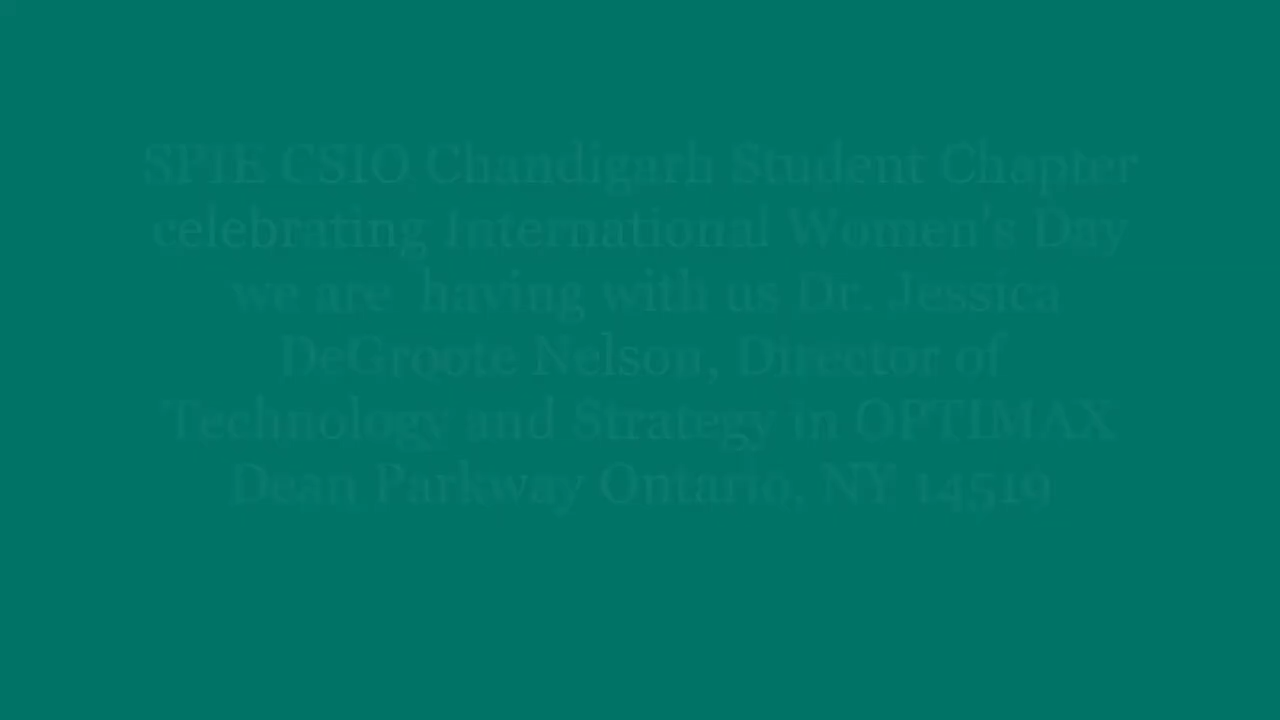 SPIE CSIO Chandigarh Student Chapter
celebrating International Women's Day
we are  having with us Dr. Jessica
DeGroote Nelson, Director of
Technology and Strategy in OPTIMAX
Dean Parkway Ontario, NY 14519